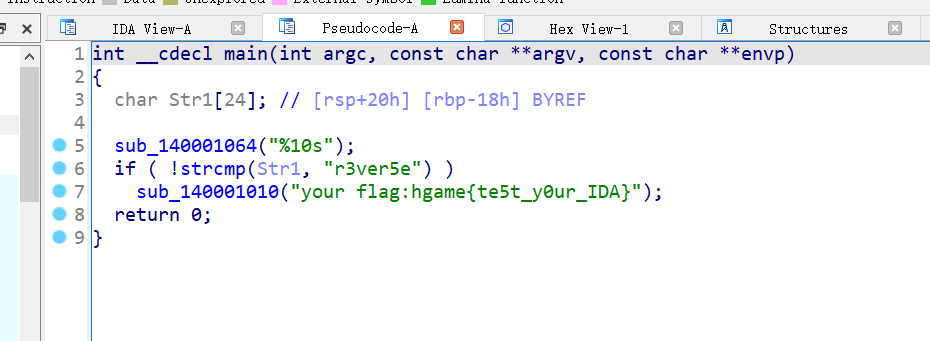 Instruction Data Unexplored External symbol Lumina function
IDA View-A Pseudocode-A Hex View-1 Structures
1 int __cdecl main(int argc, const char **argv, const char **envp)
2 {
3 char Str1[24]; // [rsp+20h] [rbp-18h] BYREF
4
5 sub_140001064("%10s");
6 if ( !strcmp(Str1, "r3ver5e") )
7 sub_140001010("your flag:hgame{te5t_y0ur_IDA}");
8 return 0;
9 }